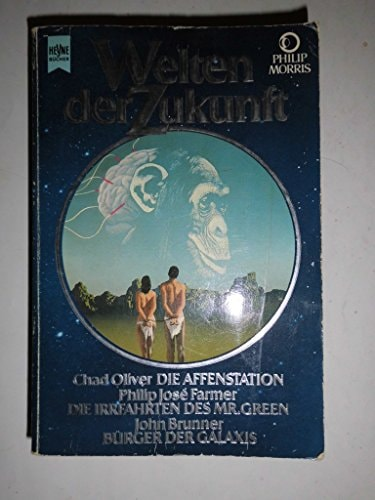 HEYNE
BÜCHER
PHILIP
MORRIS
Welten
der Zukunft
Chad Oliver DIE AFFENSTATION
Philip José Farmer
DIE IRRFAHRTEN DES MR. GREEN
John Brunner
BÜRGER DER GALAXIS